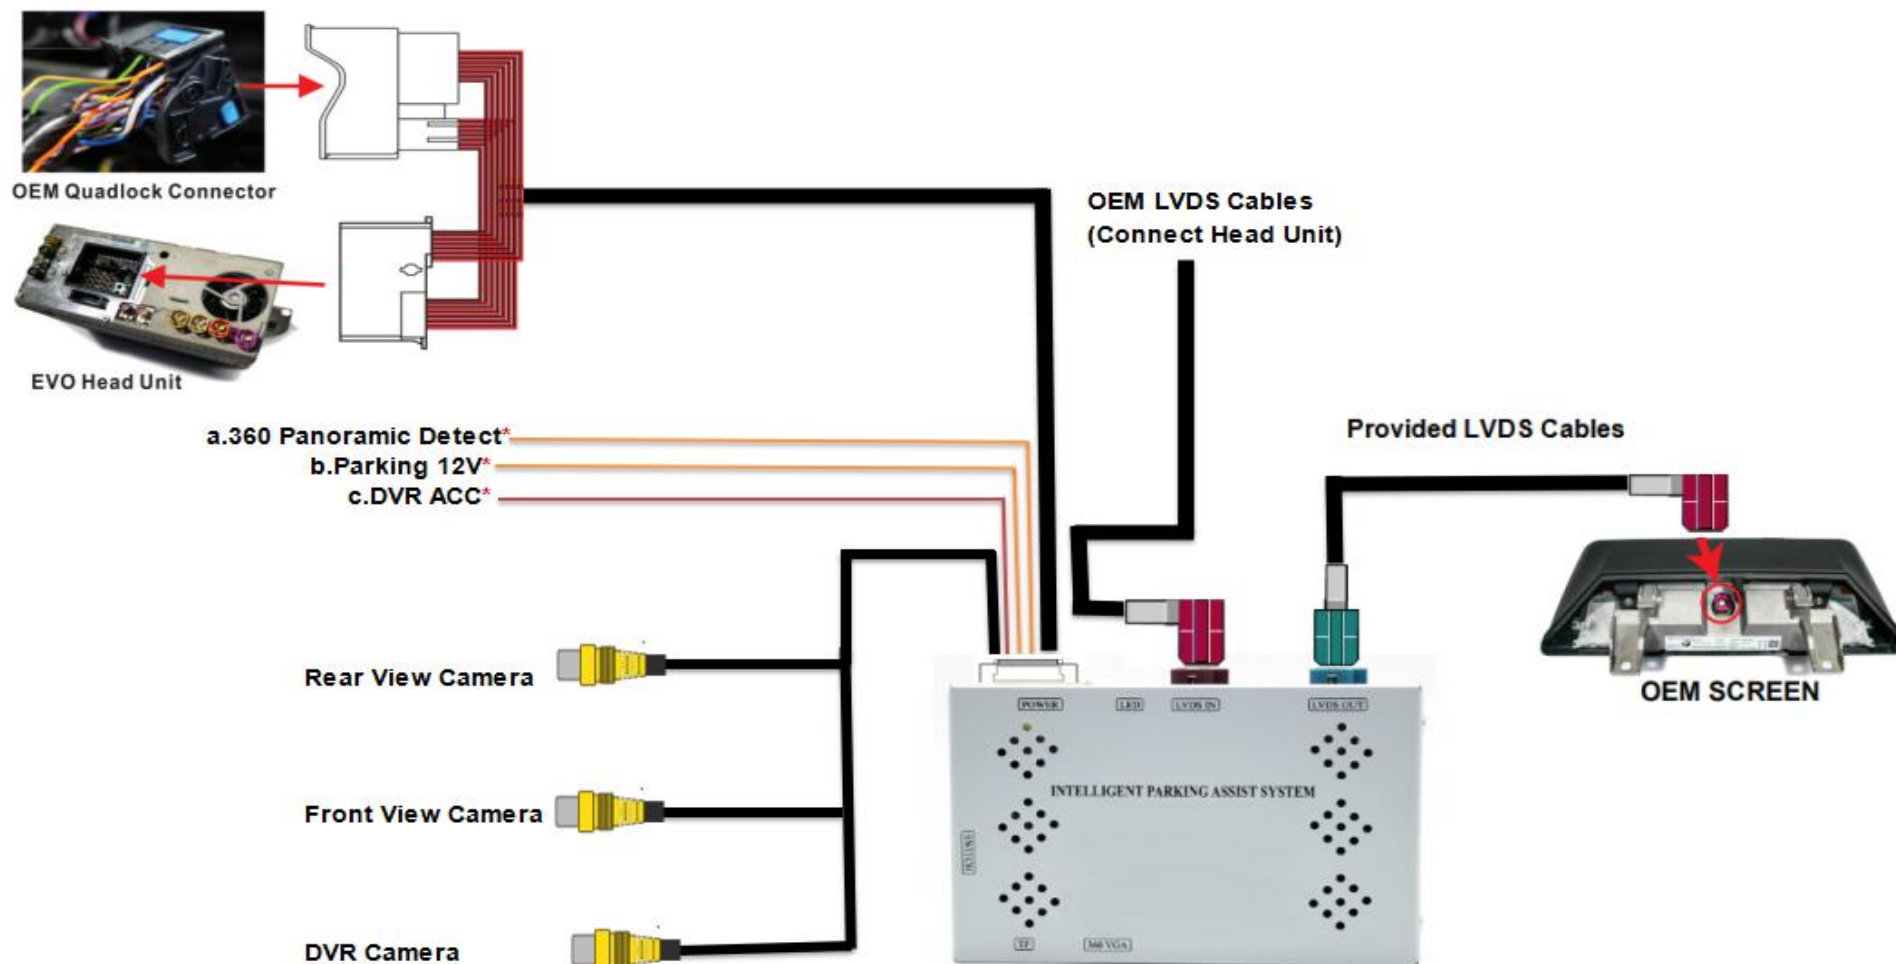 OEM Quadlock Connector
EVO Head Unit
OEM LVDS Cables
(Connect Head Unit)
Provided LVDS Cables
a.360 Panoramic Detect*
b.Parking 12V*
c.DVR ACC*
OEM SCREEN
Rear View Camera
Front View Camera
DVR Camera
POWER
LED
LVDS IN
LVDS OUT
INTELLIGENT PARKING ASSIST SYSTEM
SWITCH
TF
360 VGA